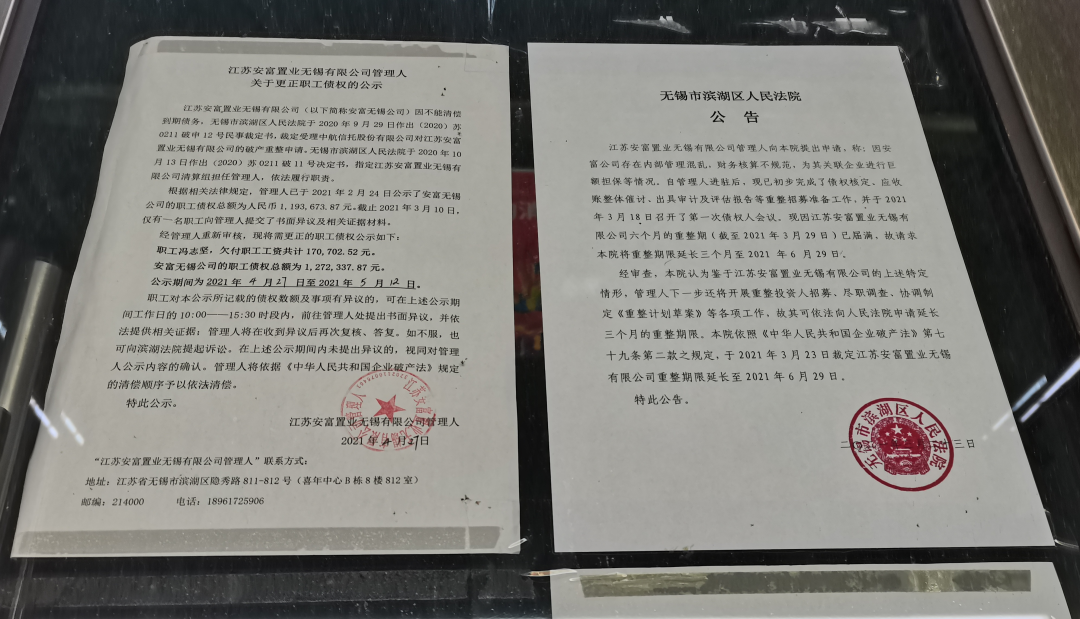 江苏安富置业无锡有限公司管理人
关于更正职工债权的公示
江苏安富置业无锡有限公司（以下简称安富无锡公司）因不能清偿
到期债务，无锡市滨湖区人民法院于2020年9月29日作出（2020）苏
0211破申12号民事裁定书，裁定受理中航信托股份有限公司对江苏安富
置业无锡有限公司的破产重整申请。无锡市滨湖区人民法院于2020年10
月13日作出（2020）苏0211破11号决定书，指定江苏安富置业无锡有
限公司清算组担任管理人，依法履行职责。
根据相关法律规定，管理人已于2021年2月24日公示了安富无锡
公司的职工债权总额为人民币1,193,673.87元。截止2021年3月10日，
仅有一名职工向管理人提交了书面异议及相关证据材料。
经管理人重新审核，现将需更正的职工债权公示如下：
职工冯志坚，欠付职工工资共计170,702.52元。
安富无锡公司的职工债权总额为1,272,337.87元。
公示期间为2021年4月27日至2021年5月12日。
职工对本公示所记载的债权数额及事项有异议的，可在上述公示期
间工作日的10:00——15:30时段内，前往管理人处提出书面异议，并依
法提供相关证据；管理人将在收到异议后再次复核、答复。如不服，也
可向滨湖法院提起诉讼。在上述公示期间内未提出异议的，视同对管理
人公示内容的确认。管理人将依据《中华人民共和国企业破产法》规定
的清偿顺序予以依法清偿。
特此公示。
江苏安富置业无锡有限公司管理人
2021年4月27日
“江苏安富置业无锡有限公司管理人”联系方式：
地址：江苏省无锡市滨湖区隐秀路811-812号（喜年中心B栋8楼812室）
邮编：214000 电话：18961725906
无锡市滨湖区人民法院
公 告
江苏安富置业无锡有限公司管理人向本院提出申请，称：因安
富公司存在内部管理混乱，财务核算不规范，为其关联企业进行巨
额担保等情况。自管理人进驻后，现已初步完成了债权核定、应收
账整体催讨、出具审计及评估报告等重整招募准备工作，并于2021
年3月18日召开了第一次债权人会议。现因江苏安富置业无锡有
限公司六个月的重整期（截至2021年3月29日）已届满，故请求
本院将重整期限延长三个月至2021年6月29日。
经审查，本院认为鉴于江苏安富置业无锡有限公司的上述特定
情形，管理人下一步还将开展重整投资人招募、尽职调查、协调制
定《重整计划草案》等各项工作，故其可依法向人民法院申请延长
三个月的重整期限。本院依照《中华人民共和国企业破产法》第七
十九条第二款之规定，于2021年3月23日裁定江苏安富置业无锡
有限公司重整期限延长至2021年6月29日。
特此公告。
二 三日
无锡市滨湖区人民法院